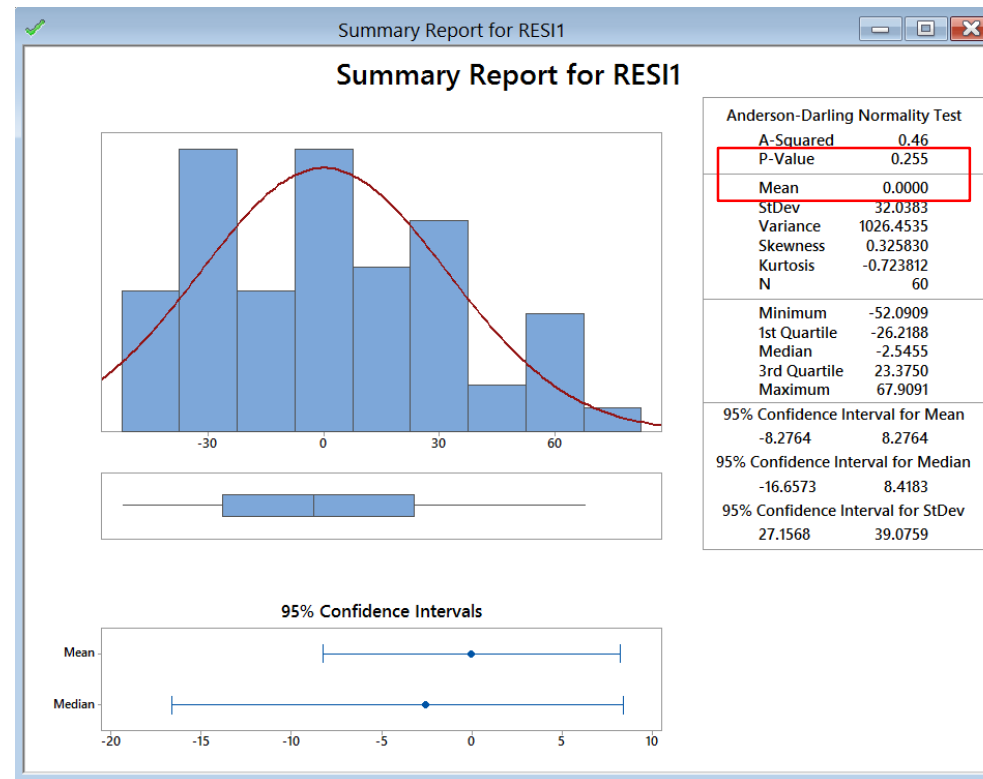 Summary Report for RESI1
Summary Report for RESI1
-30 0 30 60
Anderson-Darling Normality Test
A-Squared 0.46
P-Value 0.255
Mean 0.0000
StDev 32.0383
Variance 1026.4535
Skewness 0.325830
Kurtosis -0.723812
N 60
Minimum -52.0909
1st Quartile -26.2188
Median -2.5455
3rd Quartile 23.3750
Maximum 67.9091
95% Confidence Interval for Mean
-8.2764 8.2764
95% Confidence Interval for Median
-16.6573 8.4183
95% Confidence Interval for StDev
27.1568 39.0759
95% Confidence Intervals
Mean
Median
-20 -15 -10 -5 0 5 10